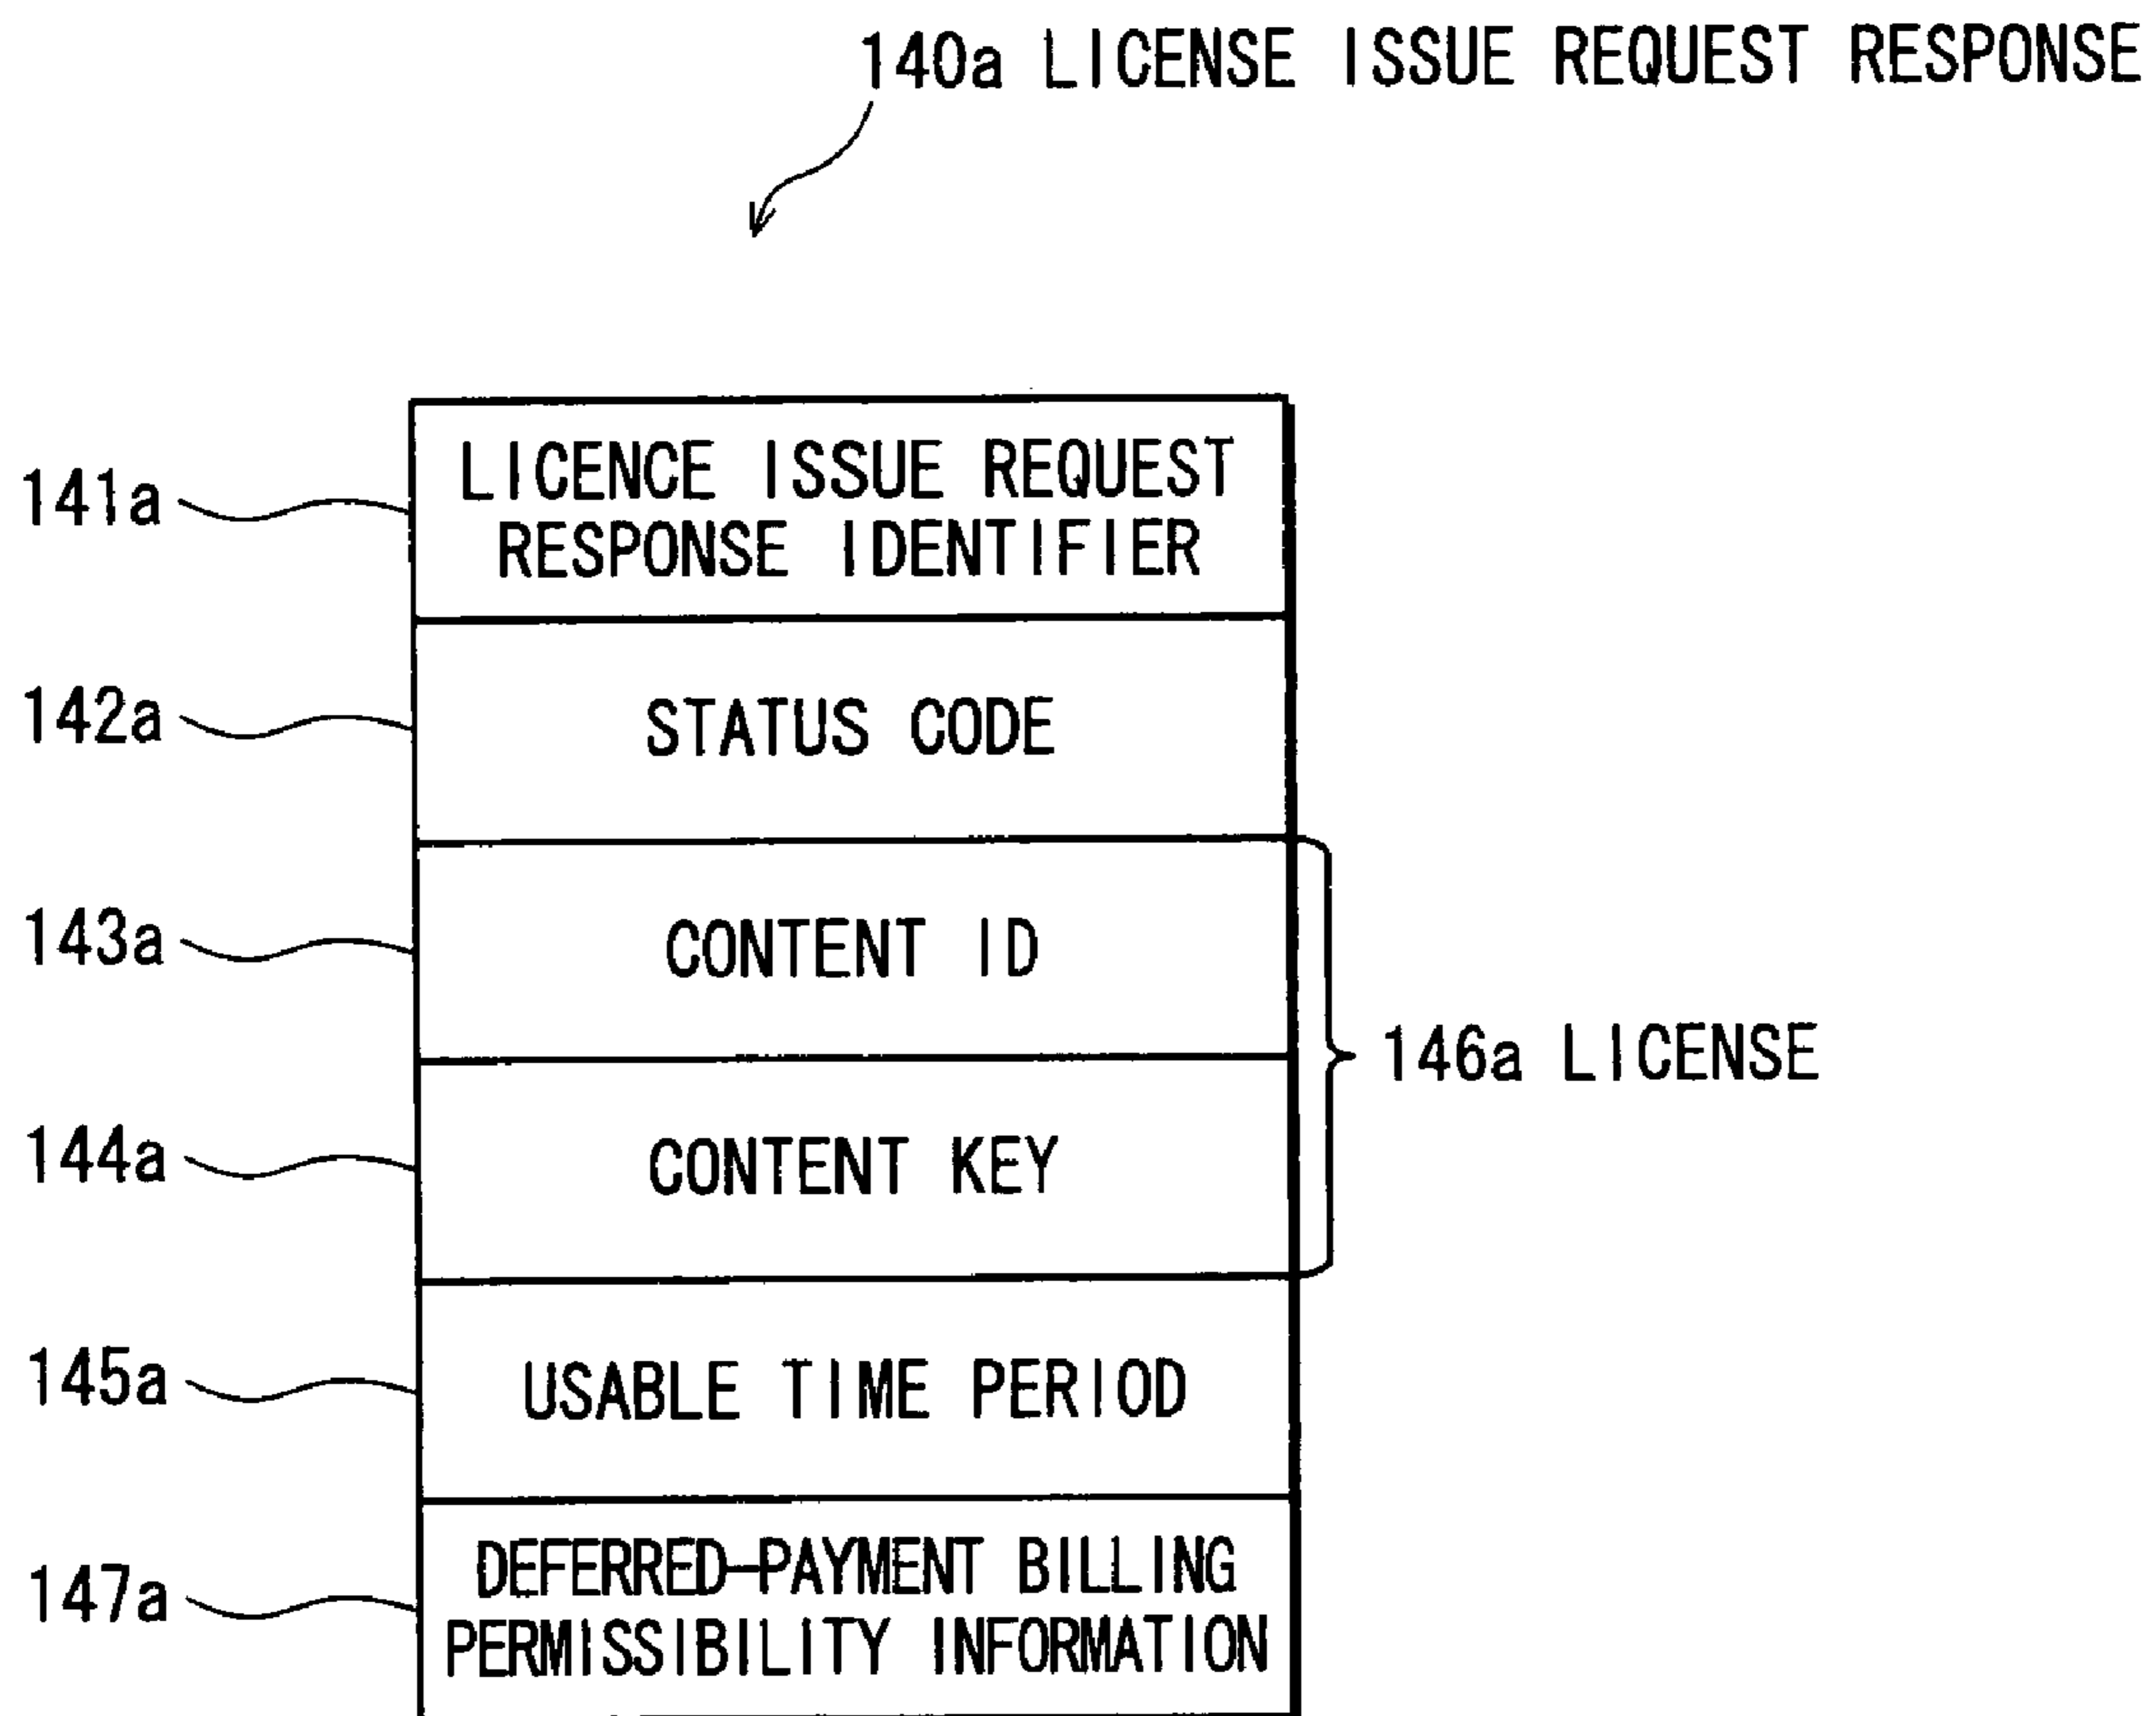 140a LICENSE ISSUE REQUEST RESPONSE
141a
LICENCE ISSUE REQUEST
RESPONSE IDENTIFIER
142a
STATUS CODE
143a
CONTENT ID
146a LICENSE
144a
CONTENT KEY
145a
USABLE TIME PERIOD
147a
DEFERRED-PAYMENT BILLING
PERMISSIBILITY INFORMATION